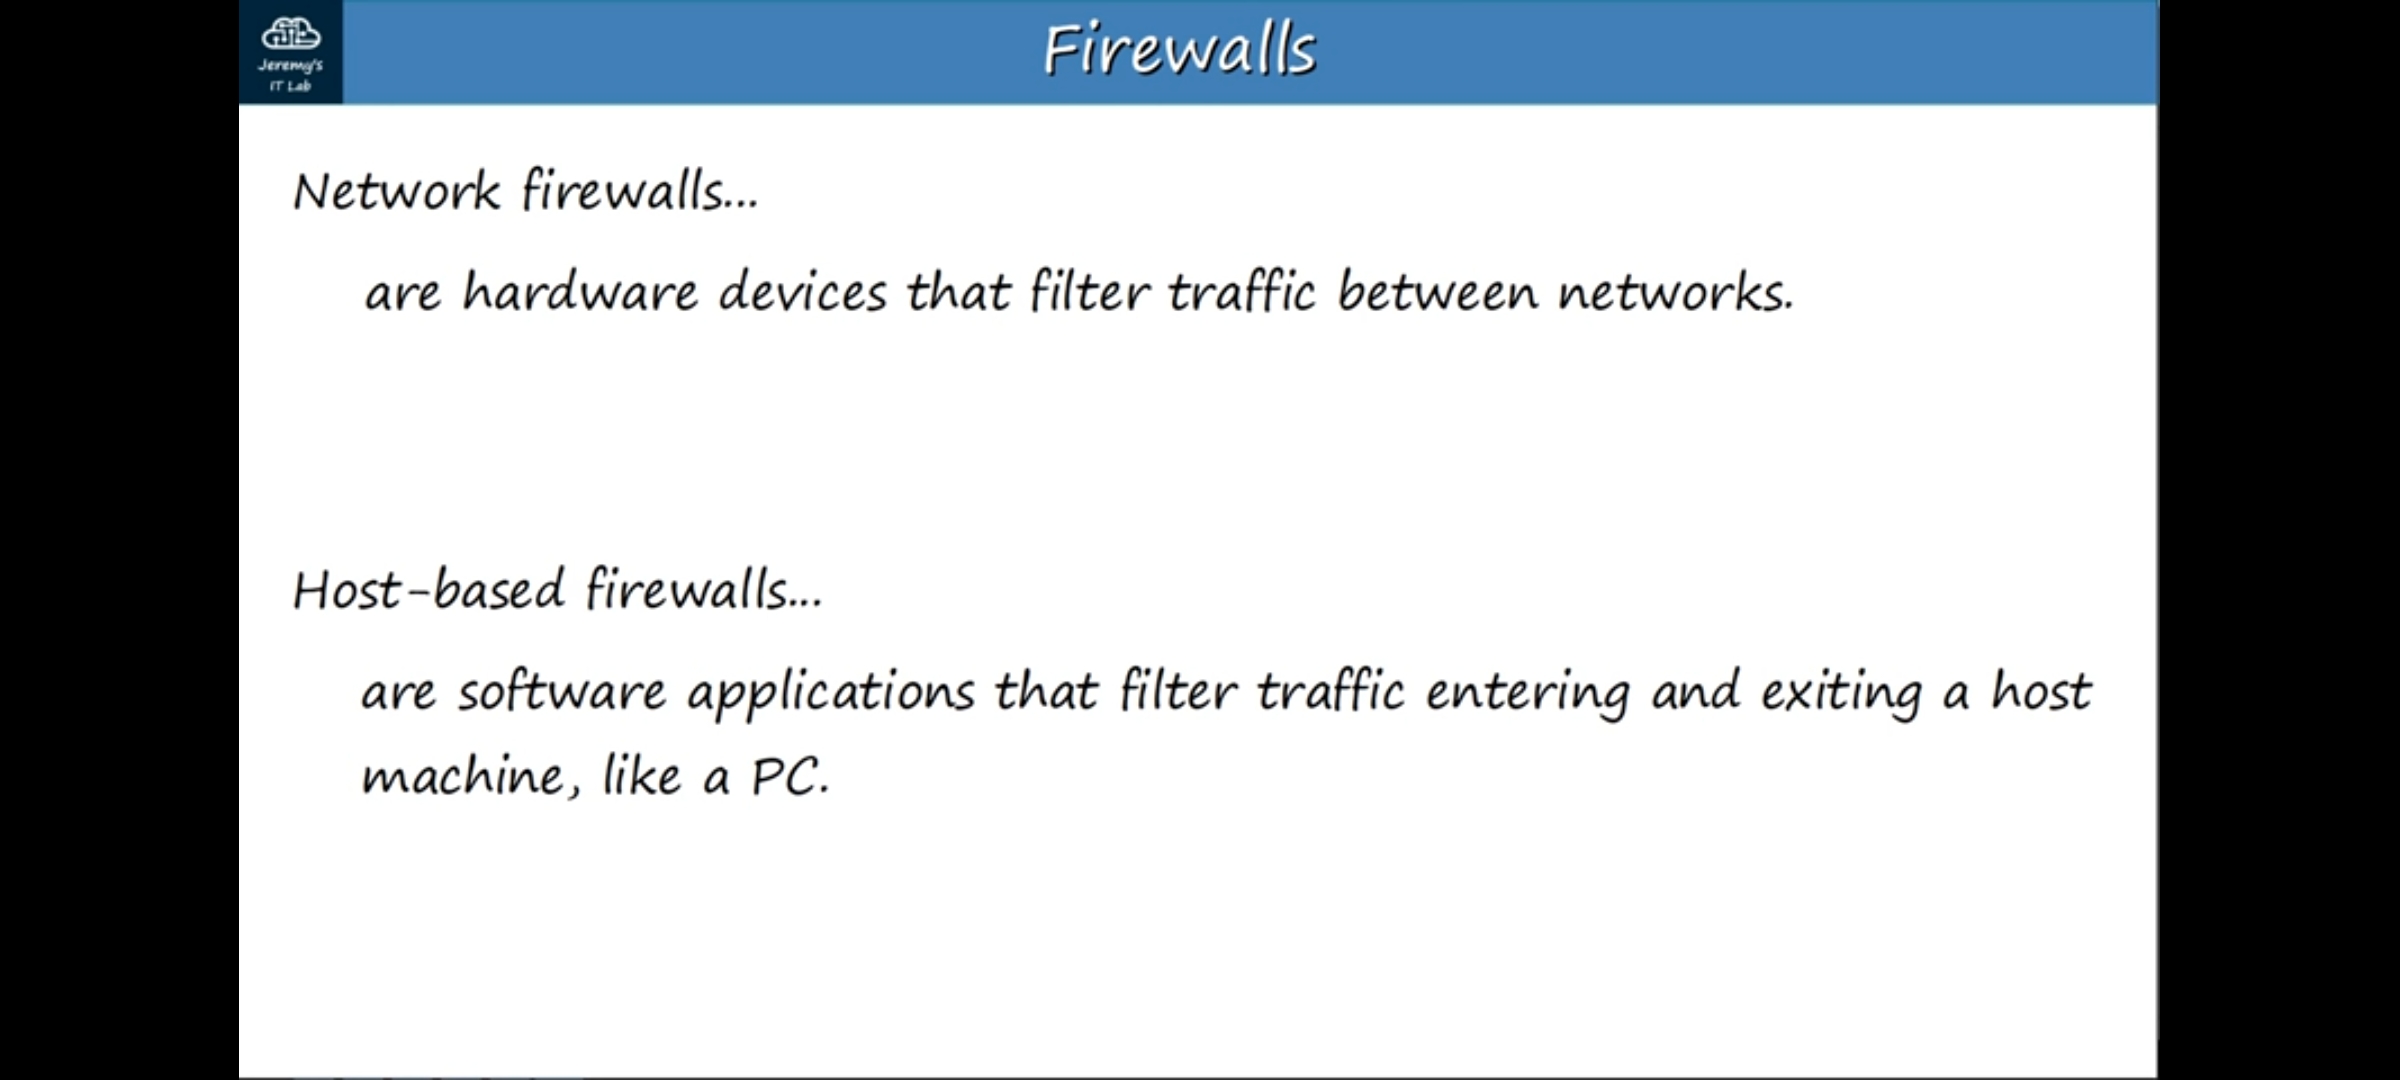 Jeremy's
IT Lab
Firewalls
Network firewalls...
are hardware devices that filter traffic between networks.
Host-based firewalls...
are software applications that filter traffic entering and exiting a host
machine, like a PC.